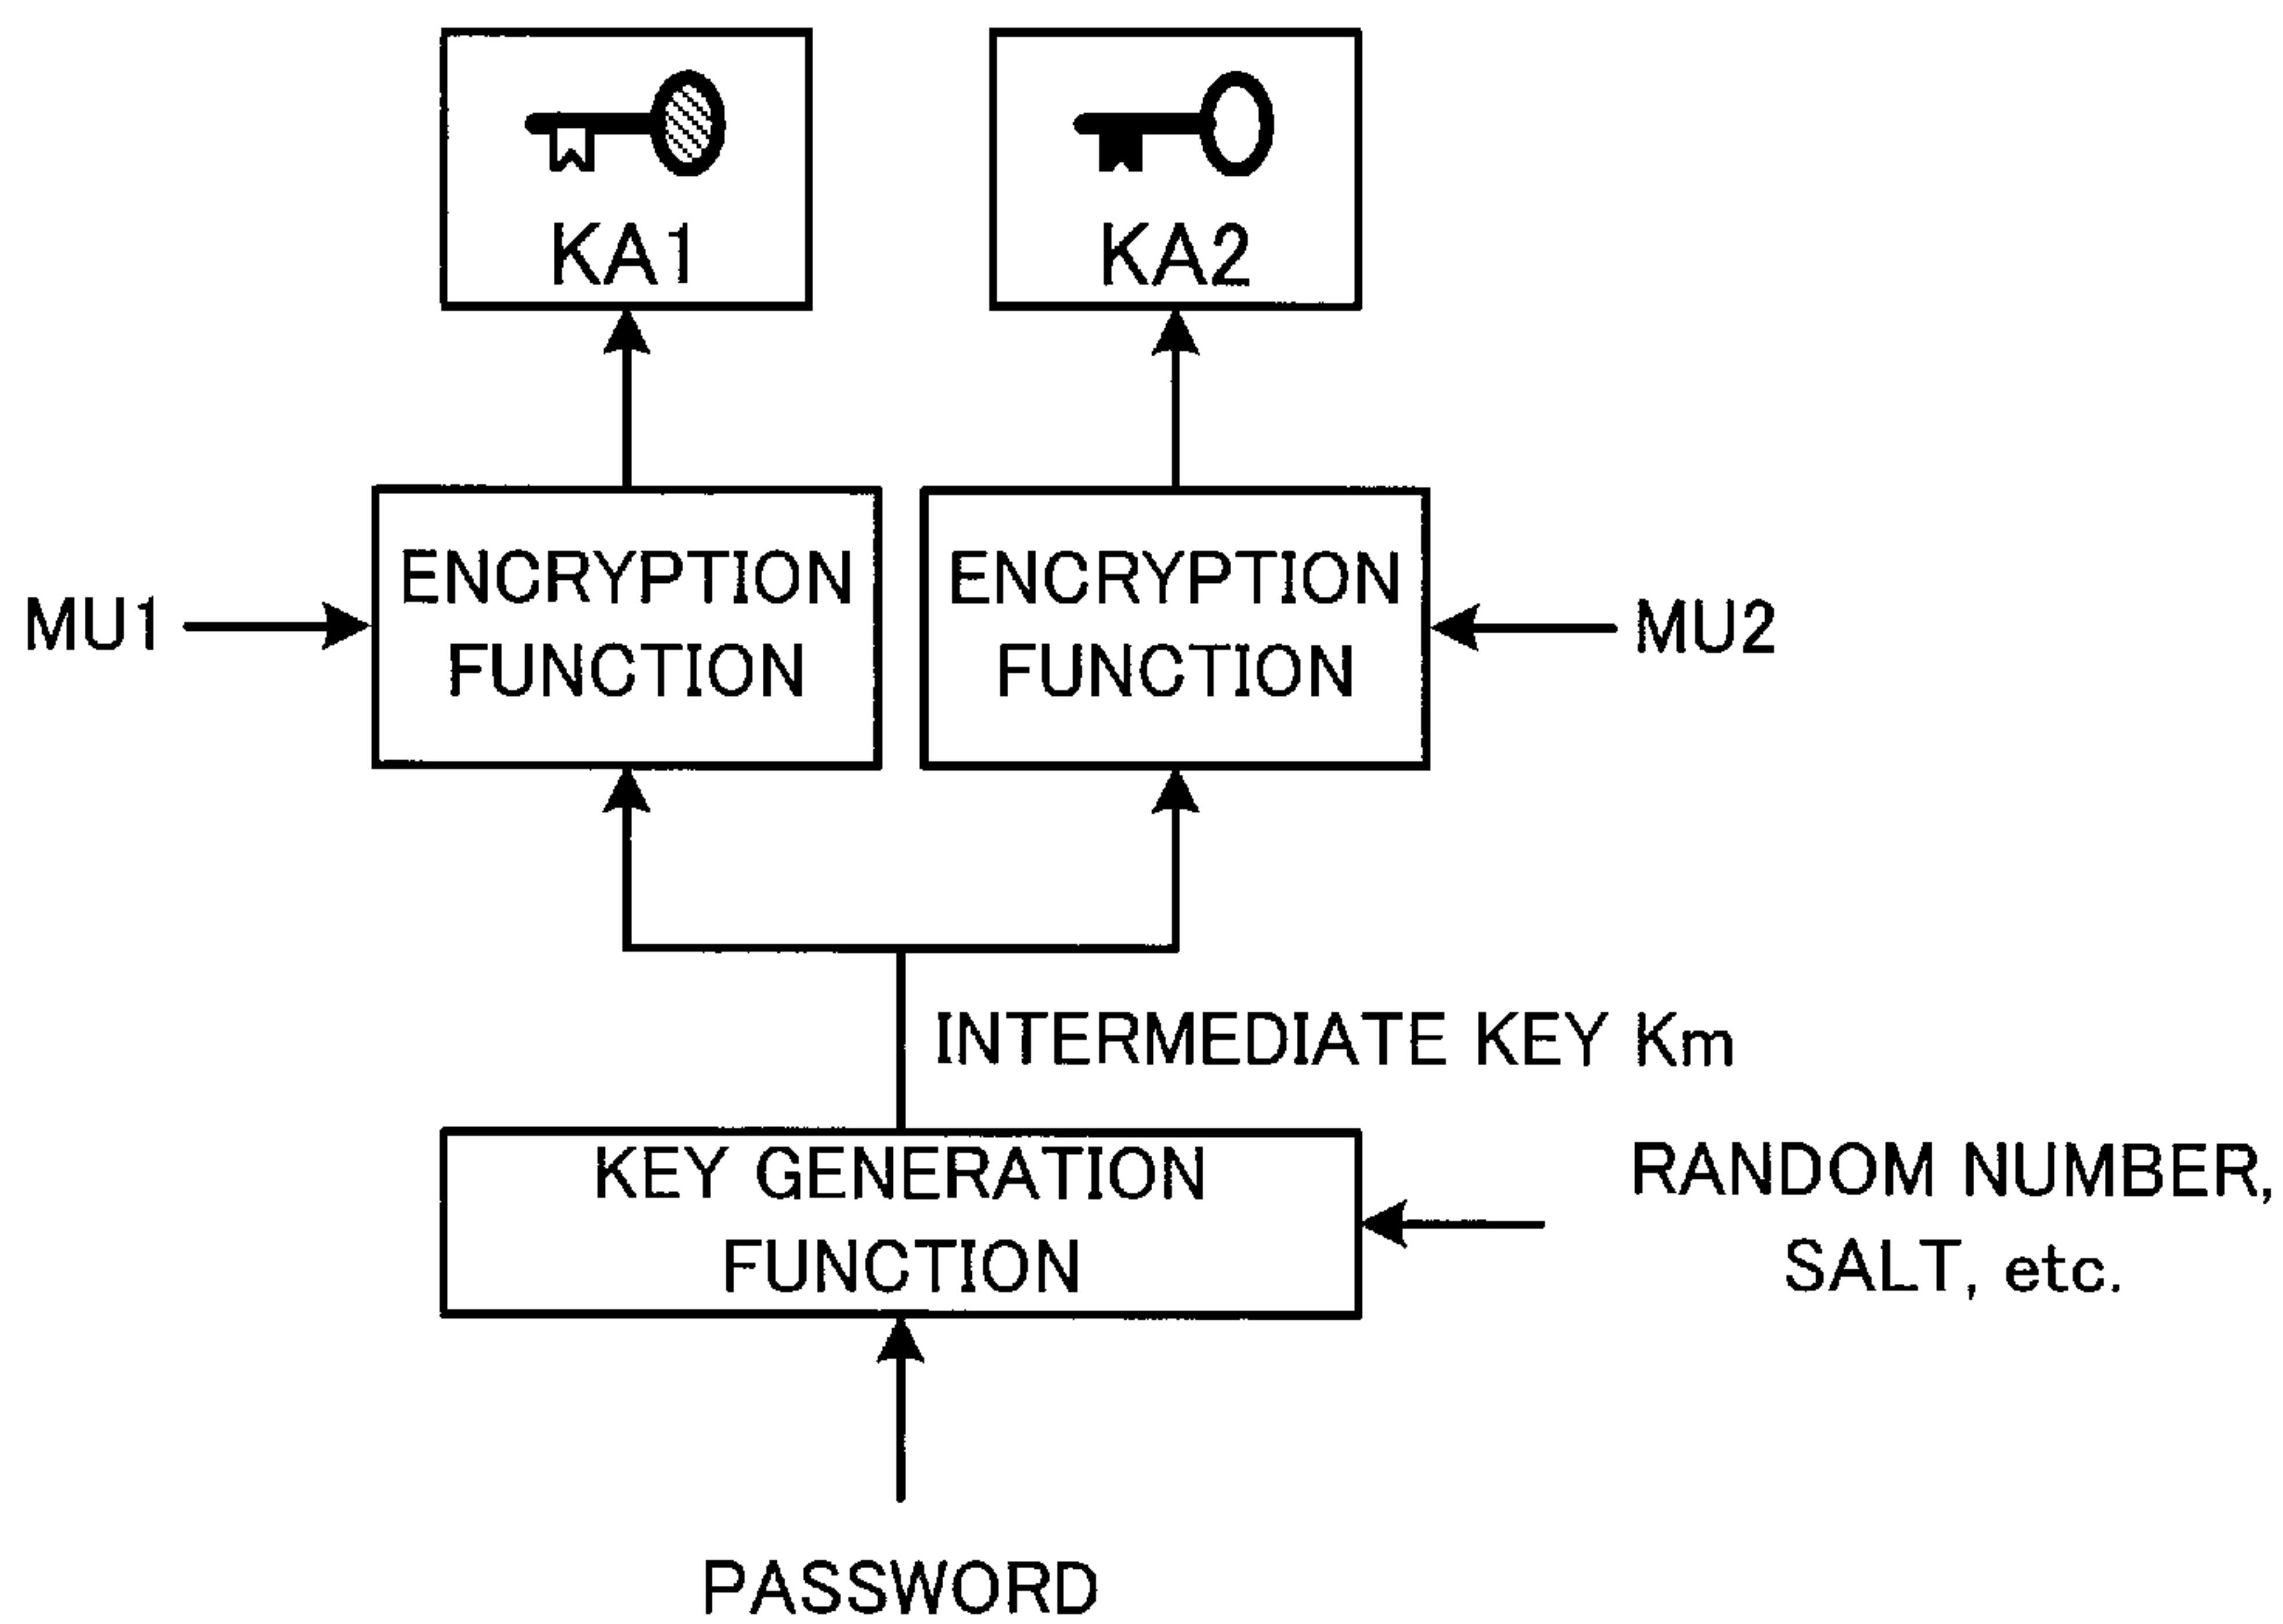 KA1
KA2
ENCRYPTION
FUNCTION
ENCRYPTION
FUNCTION
MU1
MU2
INTERMEDIATE KEY Km
KEY GENERATION
FUNCTION
RANDOM NUMBER,
SALT, etc.
PASSWORD